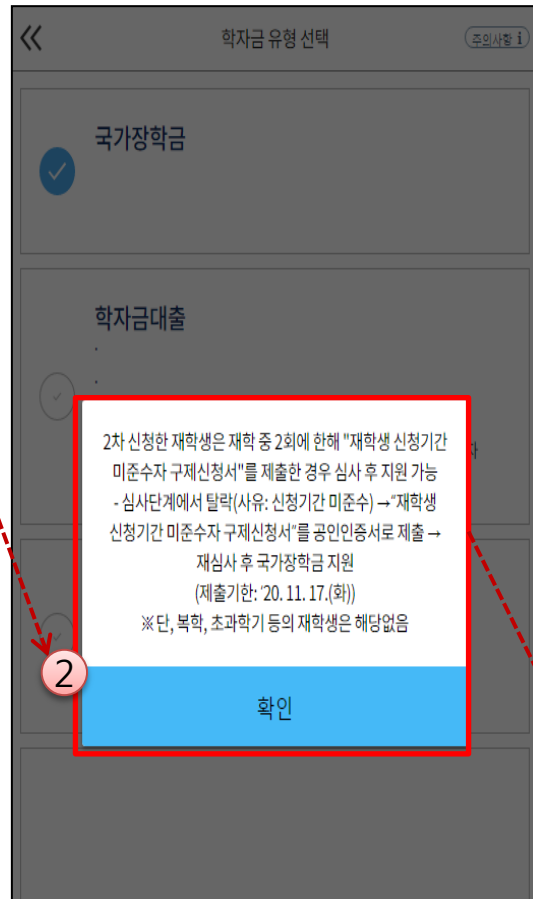 학자금 유형 선택
주의사항 i
국가장학금
학자금대출
2차 신청한 재학생은 재학 중 2회에 한해 "재학생 신청기간
미준수자 구제신청서"를 제출한 경우 심사 후 지원 가능
- 심사단계에서 탈락(사유: 신청기간 미준수) →"재학생
신청기간 미준수자 구제신청서"를 공인인증서로 제출 →
재심사 후 국가장학금 지원
(제출기한: '20. 11. 17.(화))
※ 단, 복학, 초과학기 등의 재학생은 해당없음
2
확인